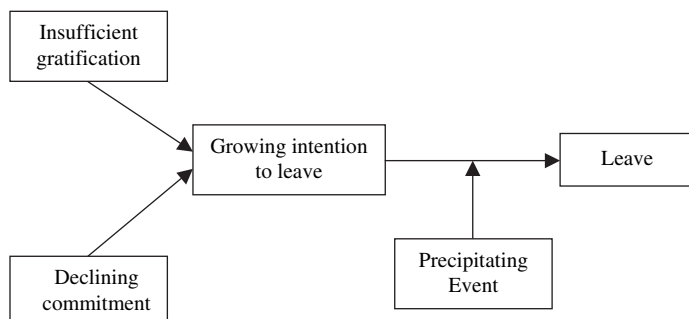 Insufficient
gratification
Growing intention
to leave
Leave
Declining
commitment
Precipitating
Event